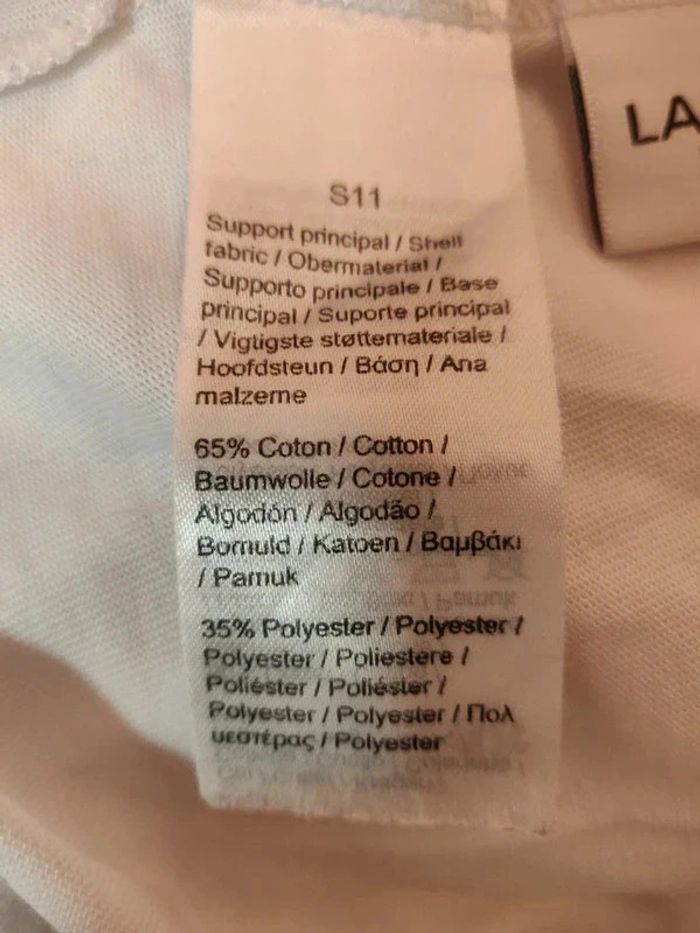 LA
S11
Support principal / Shell
fabric / Obermaterial /
Supporto principale / Base
principal / Suporte principal
/ Vigtigste støttemateriale /
Hoofdsteun / Βάση / Ana
malzeme
65% Coton / Cotton /
Baumwolle / Cotone /
Algodón / Algodão /
Bomuld / Katoen / Βαμβάκι
/ Pamuk
35% Polyester / Polyester /
Polyester / Poliestere /
Poliéster / Poliéster /
Polyester / Polyester / Πολ
υεστέρας / Polyester